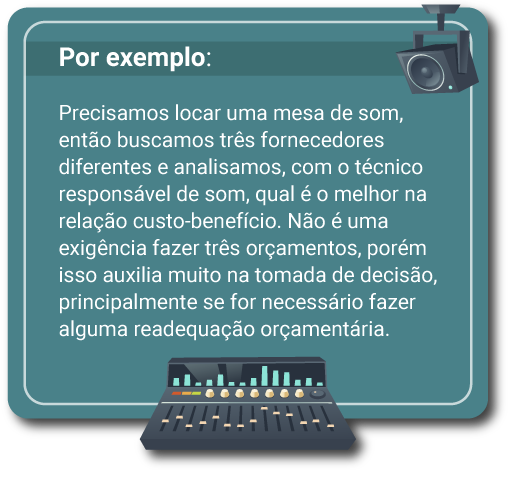 Por exemplo:
Precisamos locar uma mesa de som,
então buscamos três fornecedores
diferentes e analisamos, com o técnico
responsável de som, qual é o melhor na
relação custo-benefício. Não é uma
exigência fazer três orçamentos, porém
isso auxilia muito na tomada de decisão,
principalmente se for necessário fazer
alguma readequação orçamentária.